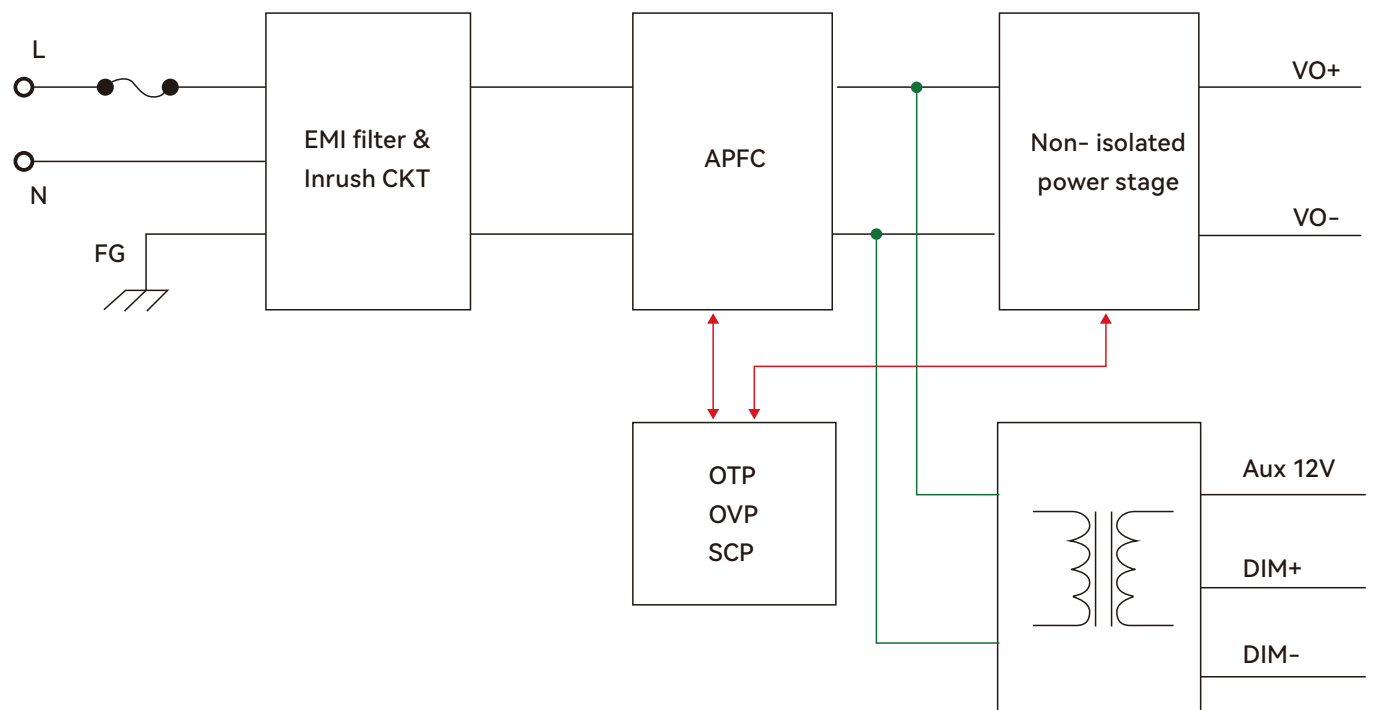 L
N
FG
EMI filter &
Inrush CKT
APFC
Non- isolated
power stage
VO+
VO-
OTP
OVP
SCP
Aux 12V
DIM+
DIM-